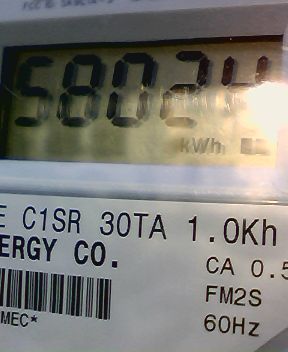 58024
kWh
E C1SR 30TA 1.0Kh
ERGY CO.
CA 0.5
FM2S
MEC*
60Hz